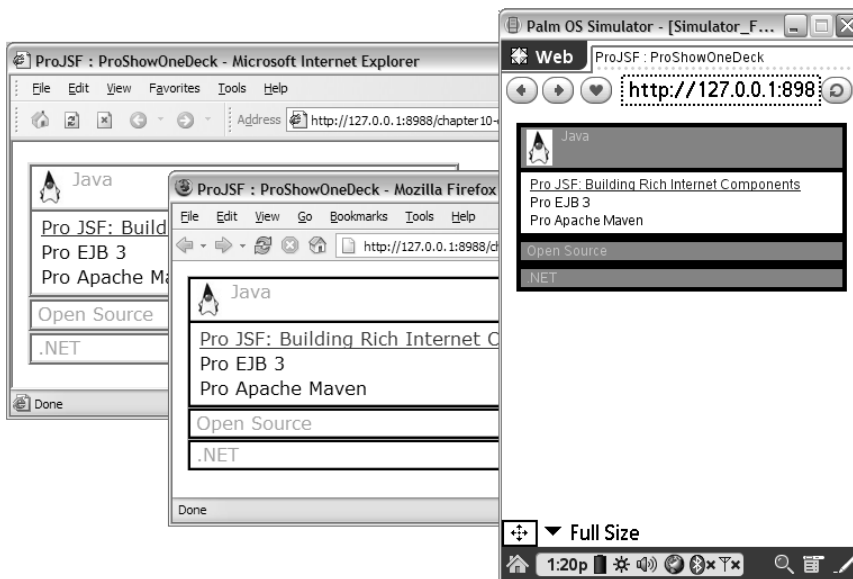 ProJSF : ProShowOneDeck - Microsoft Internet Explorer
File Edit View Favorites Tools Help
Address http://127.0.0.1:8988/chapter10-
Java
Pro JSF: Build
Pro EJB 3
Pro Apache Ma
Open Source
.NET
Done
ProJSF : ProShowOneDeck - Mozilla Firefox
File Edit View Go Bookmarks Tools Help
http://127.0.0.1:8988/ch
Java
Pro JSF: Building Rich Internet C
Pro EJB 3
Pro Apache Maven
Open Source
.NET
Done
Palm OS Simulator - [Simulator_F...
Web ProJSF : ProShowOneDeck
http://127.0.0.1:898
Java
Pro JSF: Building Rich Internet Components
Pro EJB 3
Pro Apache Maven
Open Source
.NET
Full Size
1:20p